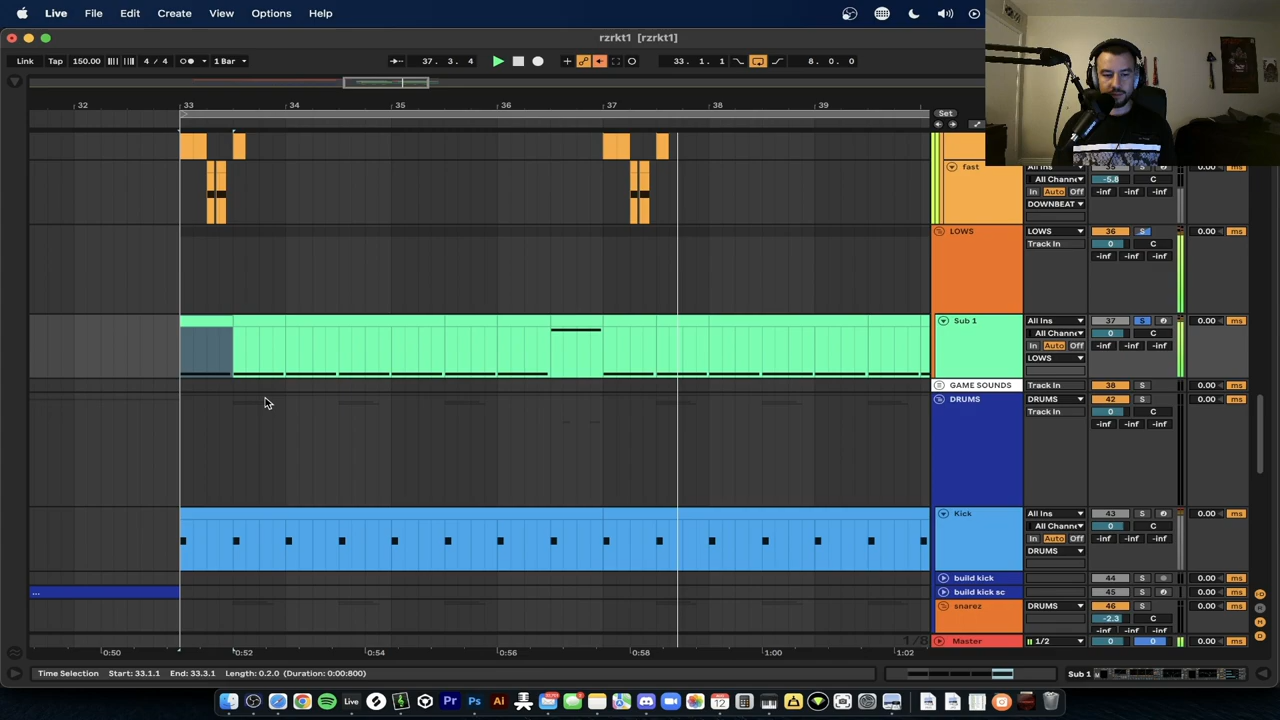 Live File Edit Create View Options Help
rzrkt1 [rzrkt1]
Link Tap 150.00 4 / 4 1 Bar 37. 3. 4 33. 1. 1 8. 0. 0
32 33 34 35 36 37 38 39
Set
All Ins
fast All Channe -5.8 C
In Auto Off
DOWNBEAT
LOWS LOWS 36 S 0.00 ms
Track In 0 C
-inf -inf -inf
Sub 1 All Ins 37 S 0.00 ms
All Channe 0 C
In Auto Off -inf -inf -inf
LOWS
GAME SOUNDS Track In 38 S 0.00 ms
DRUMS DRUMS 42 S 0.00 ms
Track In 0 C
-inf -inf -inf
Kick All Ins 43 S 0.00 ms
All Channe 0 C
In Auto Off -inf -inf -inf
DRUMS
build kick 44 S 0.00 ms
... build kick sc 45 S 0.00 ms
snarez DRUMS 46 S 0.00 ms
-2.3 C
-inf -inf -inf
1/8 Master 1/2 0 0 0.00 ms
0:50 0:52 0:54 0:56 0:58 1:00 1:02
Time Selection Start: 33.1.1 End: 33.3.1 Length: 0.2.0 (Duration: 0:00:800) Sub 1
Live Pr Ps Ai 12